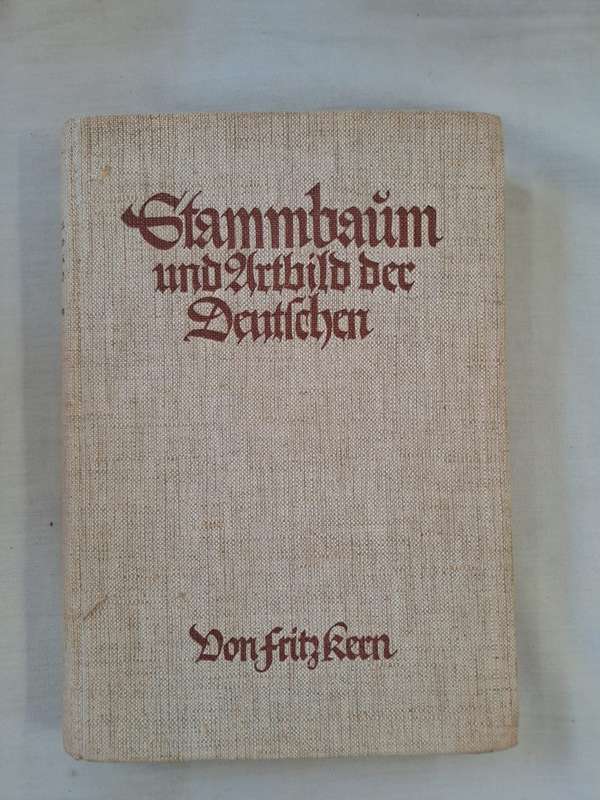 Stammbaum
und Artbild der
Deutschen
Von Fritz Kern